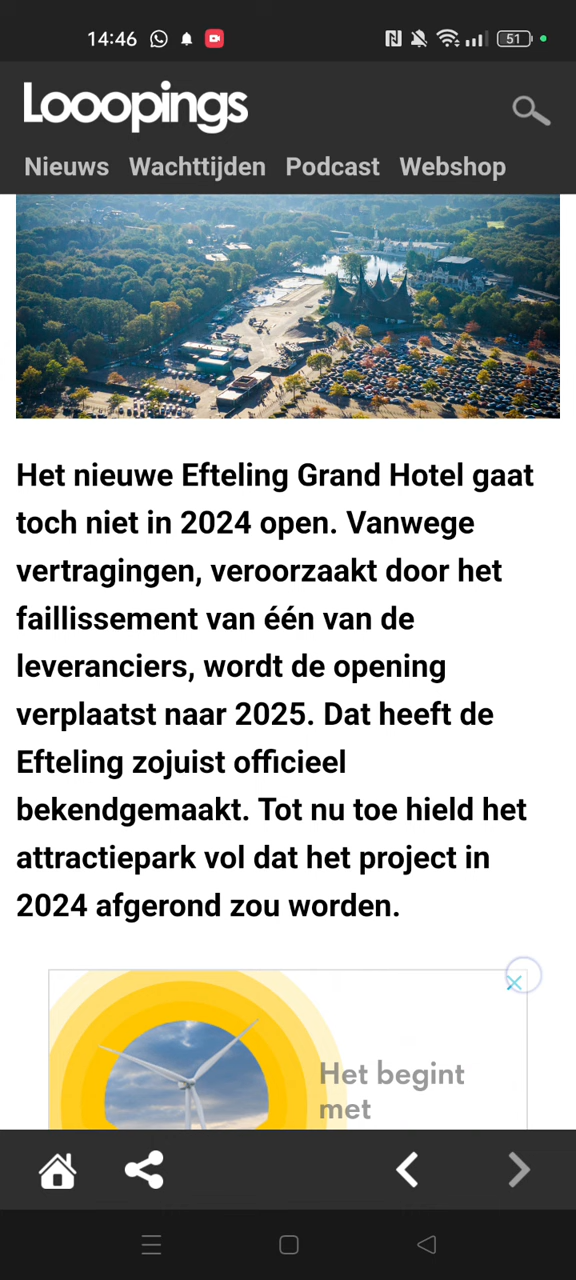 14:46
51
Looopings
Nieuws Wachttijden Podcast Webshop
Het nieuwe Efteling Grand Hotel gaat
toch niet in 2024 open. Vanwege
vertragingen, veroorzaakt door het
faillissement van één van de
leveranciers, wordt de opening
verplaatst naar 2025. Dat heeft de
Efteling zojuist officieel
bekendgemaakt. Tot nu toe hield het
attractiepark vol dat het project in
2024 afgerond zou worden.
Het begint
met